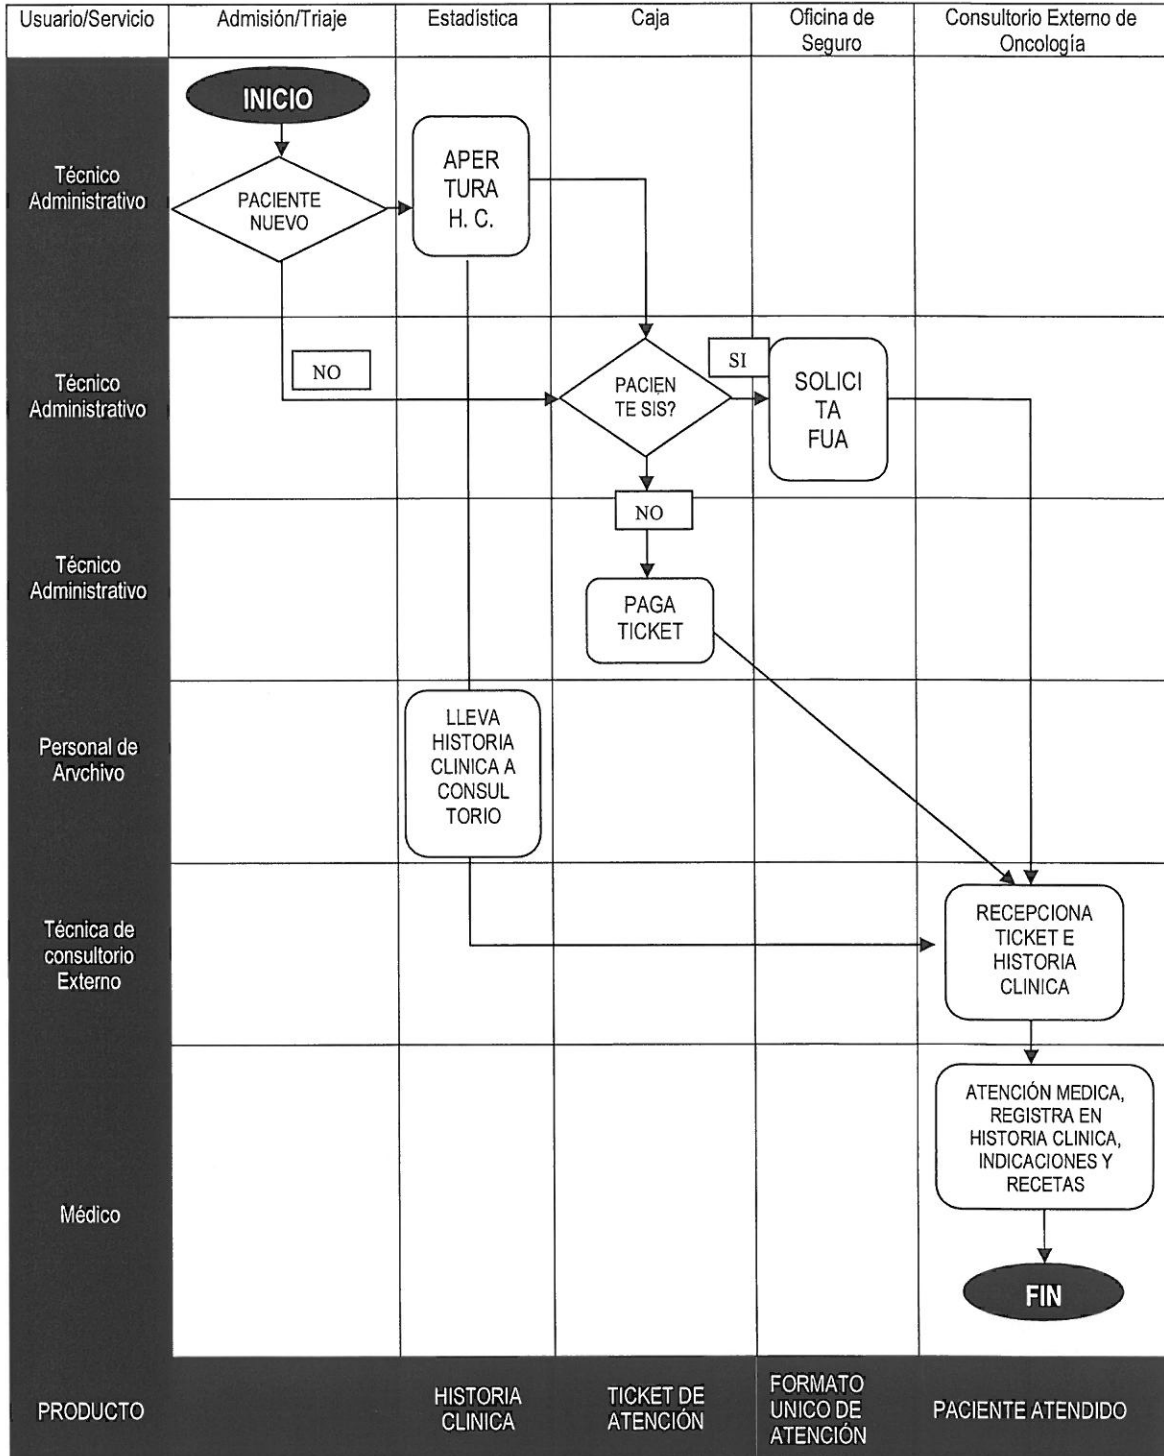 Usuario/Servicio
Admisión/Triaje
Estadística
Caja
Oficina de
Seguro
Consultorio Externo de
Oncología
Técnico
Administrativo
INICIO
PACIENTE
NUEVO
APER
TURA
H. C.
Técnico
Administrativo
NO
PACIEN
TE SIS?
SI
SOLICI
TA
FUA
NO
Técnico
Administrativo
PAGA
TICKET
Personal de
Arvchivo
LLEVA
HISTORIA
CLINICA A
CONSUL
TORIO
Técnica de
consultorio
Externo
RECEPCIONA
TICKET E
HISTORIA
CLINICA
Médico
ATENCIÓN MEDICA,
REGISTRA EN
HISTORIA CLINICA,
INDICACIONES Y
RECETAS
FIN
PRODUCTO
HISTORIA
CLINICA
TICKET DE
ATENCIÓN
FORMATO
UNICO DE
ATENCIÓN
PACIENTE ATENDIDO